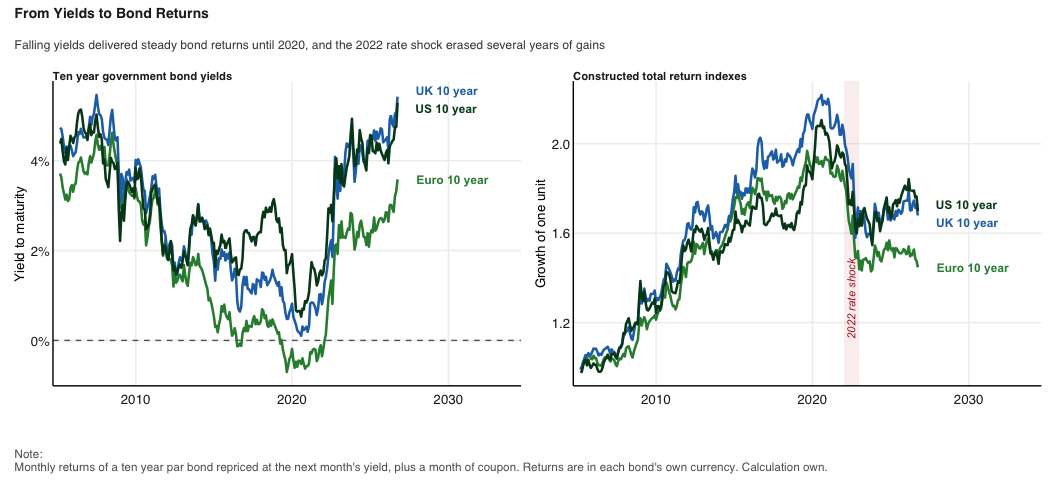 From Yields to Bond Returns
Falling yields delivered steady bond returns until 2020, and the 2022 rate shock erased several years of gains
Ten year government bond yields
Yield to maturity
4%
2%
0%
2010
2020
2030
UK 10 year
US 10 year
Euro 10 year
Constructed total return indexes
Growth of one unit
2.0
1.6
1.2
2010
2020
2030
2022 rate shock
US 10 year
UK 10 year
Euro 10 year
Note:
Monthly returns of a ten year par bond repriced at the next month's yield, plus a month of coupon. Returns are in each bond's own currency. Calculation own.